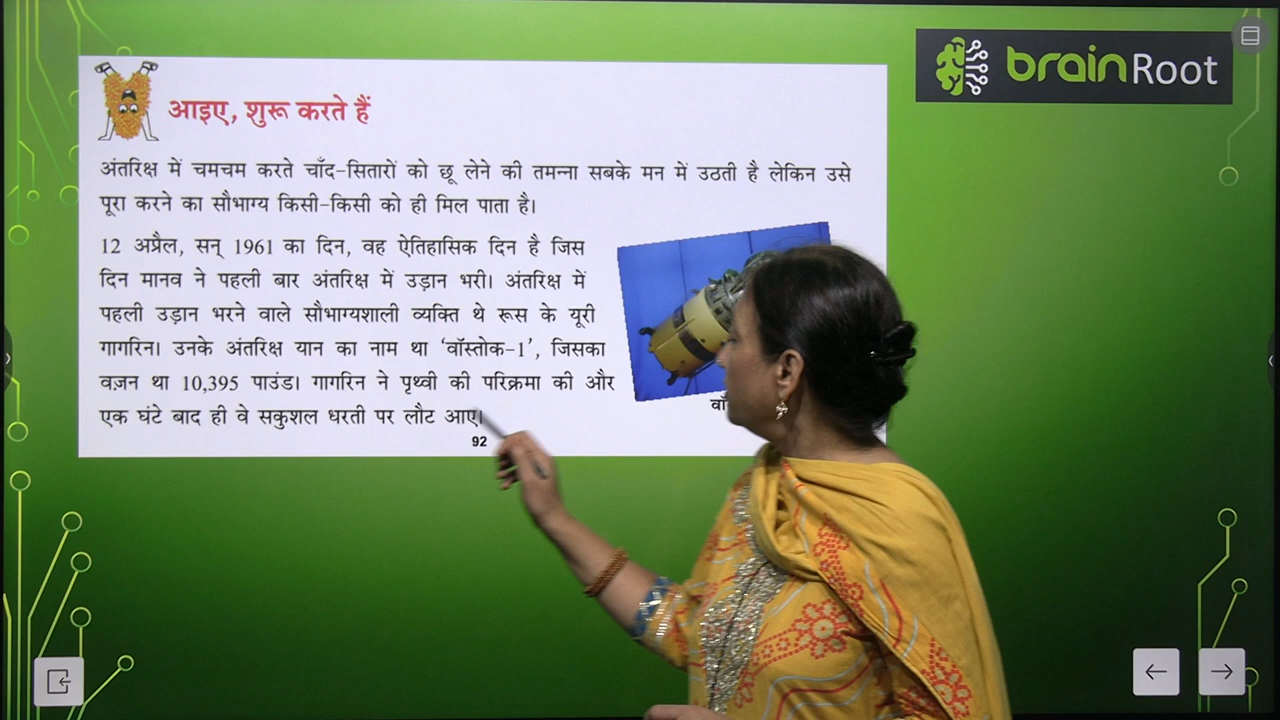 brainRoot
आइए, शुरू करते हैं
अंतरिक्ष में चमचम करते चाँद-सितारों को छू लेने की तमन्ना सबके मन में उठती है लेकिन उसे
पूरा करने का सौभाग्य किसी-किसी को ही मिल पाता है।
12 अप्रैल, सन् 1961 का दिन, वह ऐतिहासिक दिन है जिस
दिन मानव ने पहली बार अंतरिक्ष में उड़ान भरी। अंतरिक्ष में
पहली उड़ान भरने वाले सौभाग्यशाली व्यक्ति थे रूस के यूरी
गागरिन। उनके अंतरिक्ष यान का नाम था ‘वॉस्तोक-1’, जिसका
वज़न था 10,395 पाउंड। गागरिन ने पृथ्वी की परिक्रमा की और
एक घंटे बाद ही वे सकुशल धरती पर लौट आए।
92